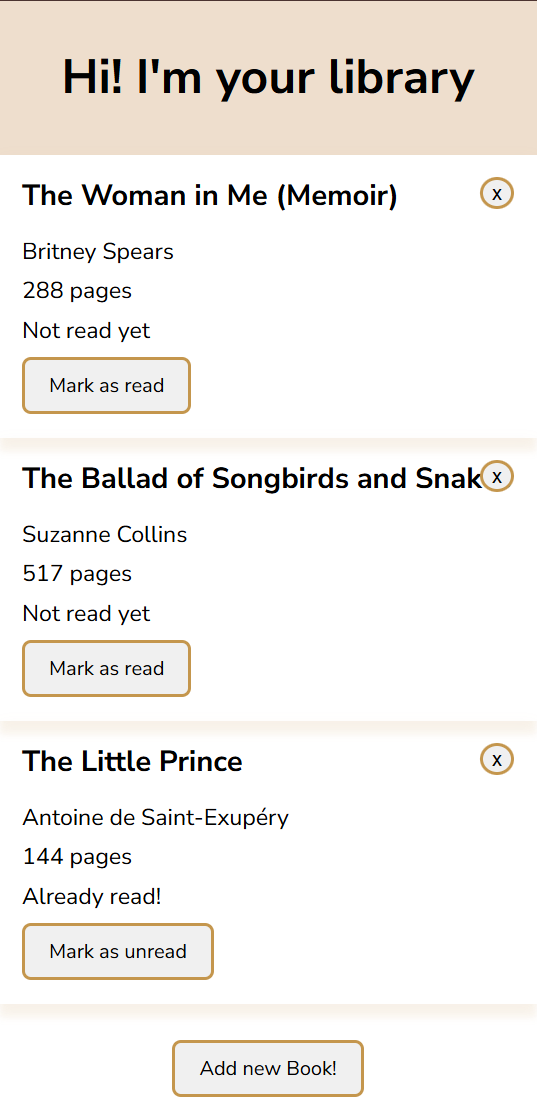 Hi! I'm your library
The Woman in Me (Memoir)
x
Britney Spears
288 pages
Not read yet
Mark as read
The Ballad of Songbirds and Snak
x
Suzanne Collins
517 pages
Not read yet
Mark as read
The Little Prince
x
Antoine de Saint-Exupéry
144 pages
Already read!
Mark as unread
Add new Book!